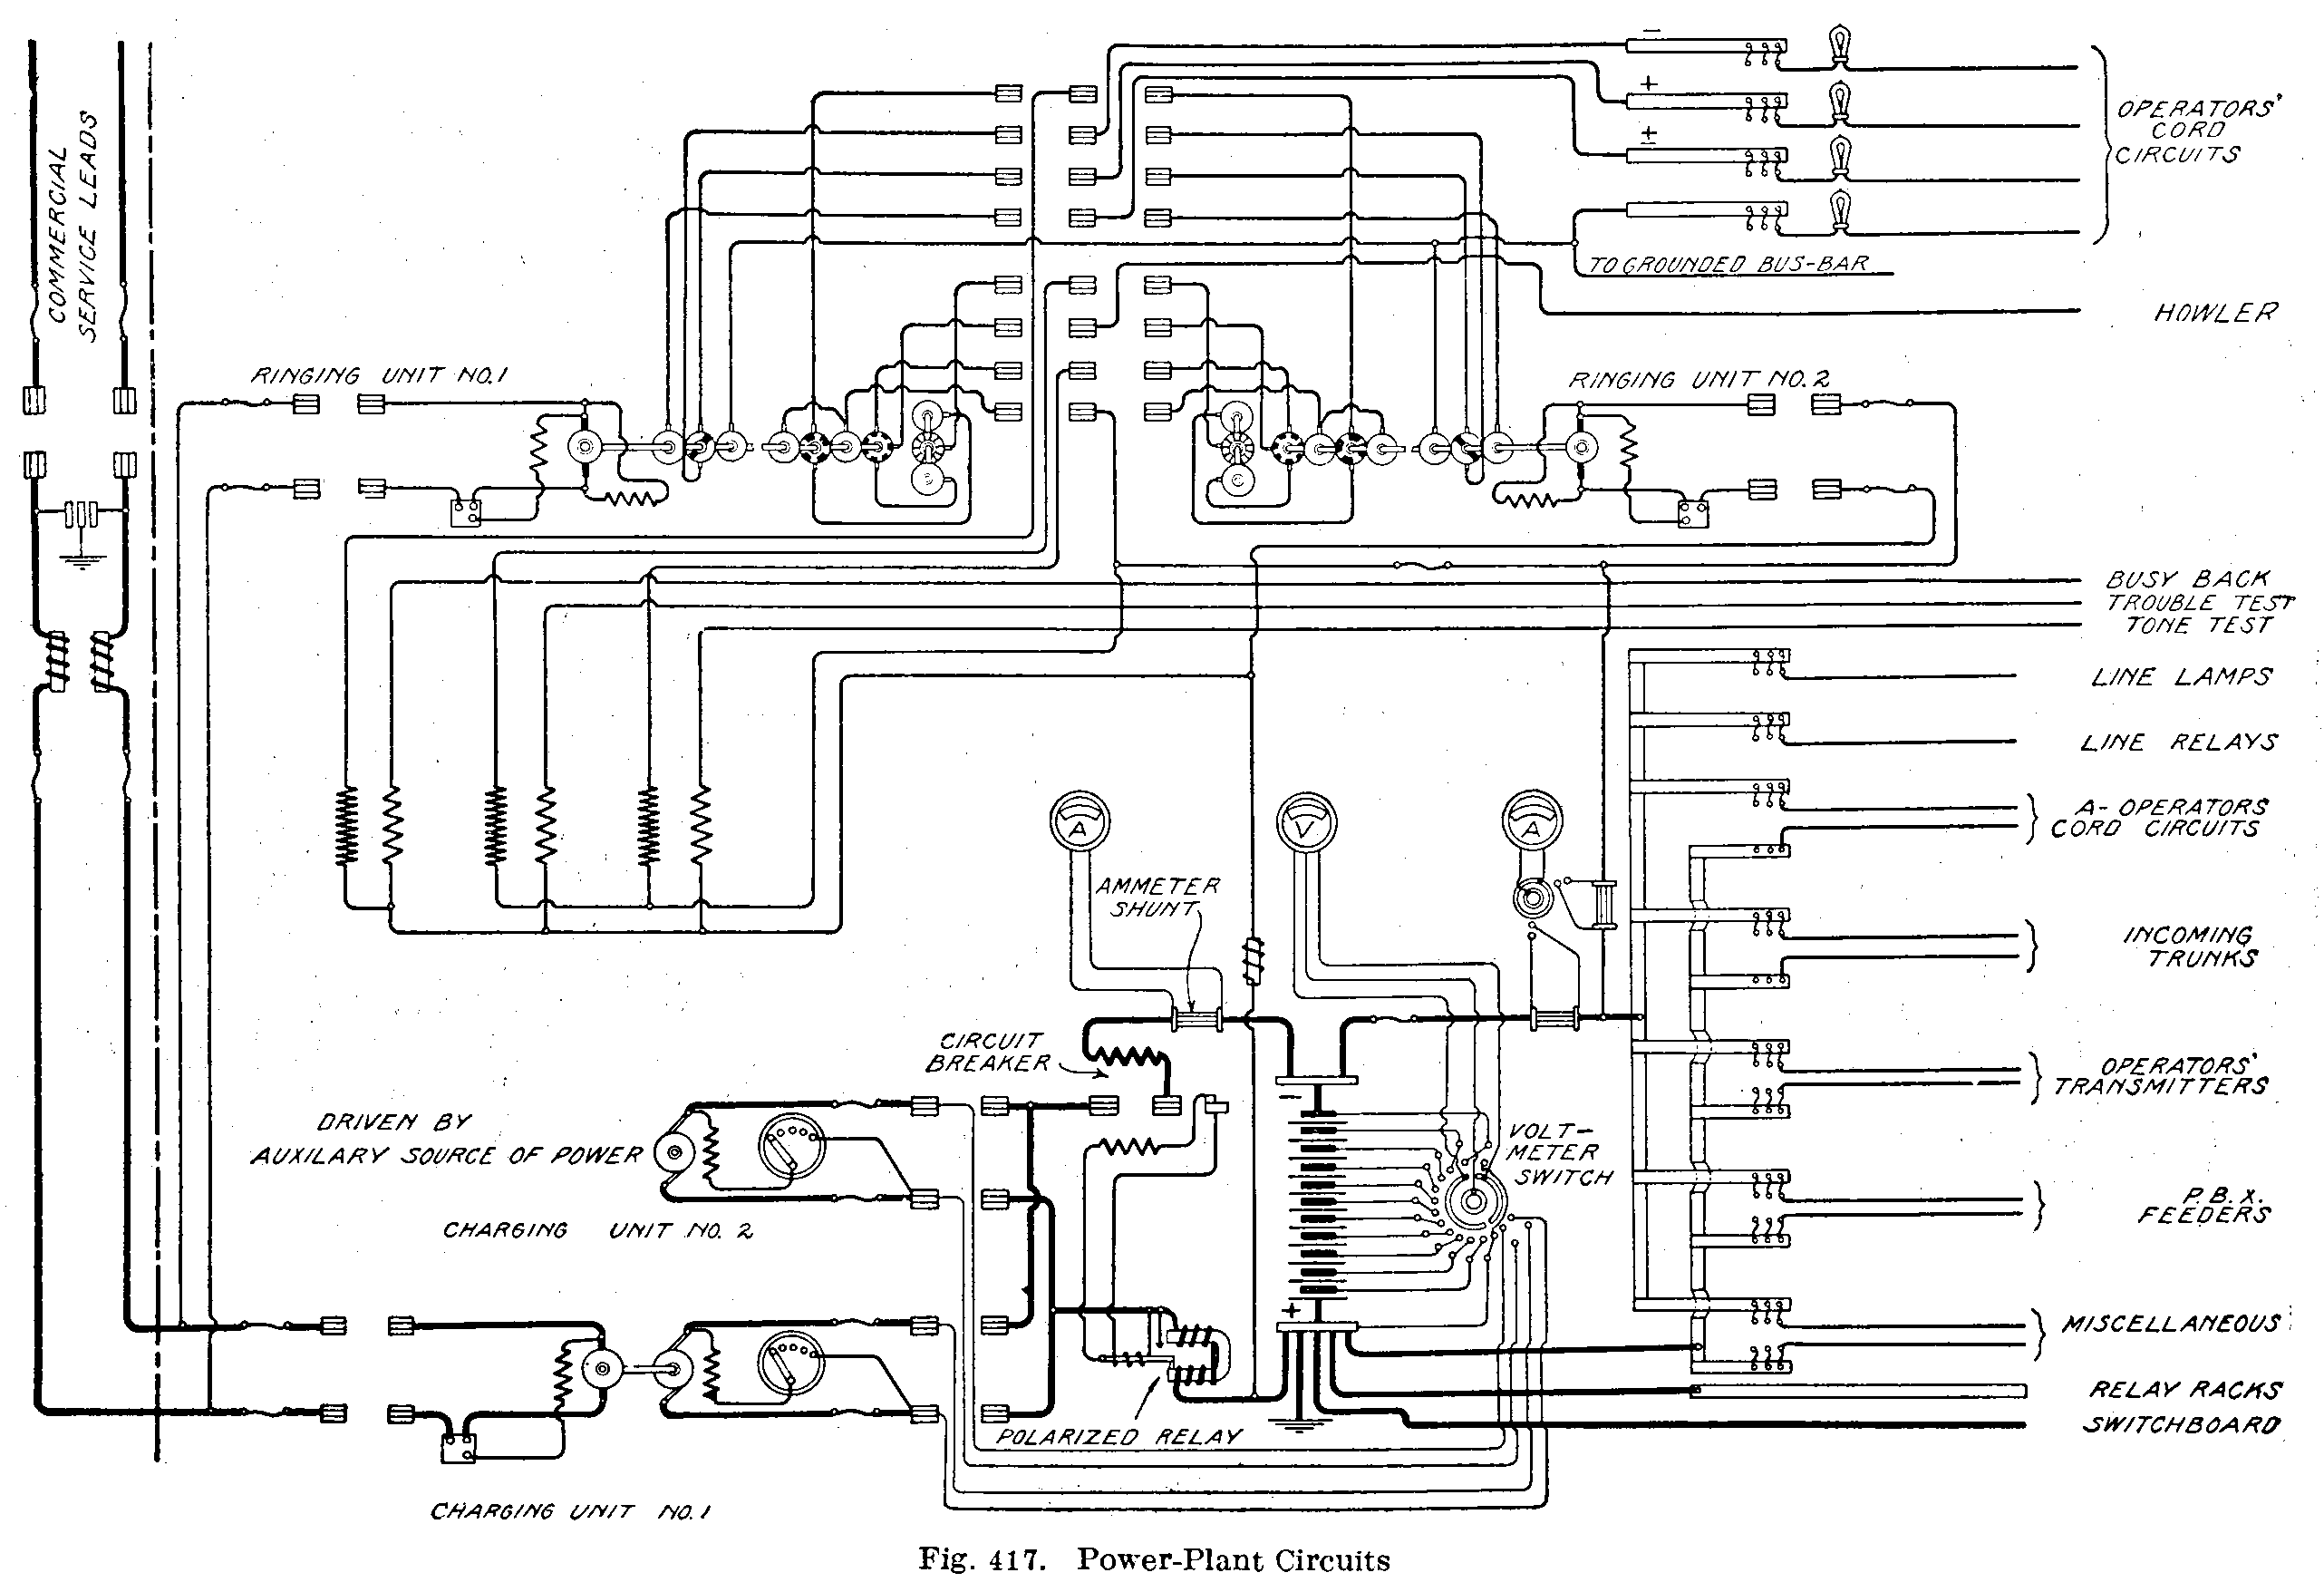 COMMERCIAL
SERVICE LEADS
−
+
±
OPERATORS'
CORD
CIRCUITS
TO GROUNDED BUS-BAR
HOWLER
RINGING UNIT NO. 1
RINGING UNIT NO. 2
BUSY BACK
TROUBLE TEST
TONE TEST
LINE LAMPS
LINE RELAYS
A- OPERATORS
CORD CIRCUITS
A
V
A
AMMETER
SHUNT
INCOMING
TRUNKS
CIRCUIT
BREAKER
OPERATORS'
TRANSMITTERS
DRIVEN BY
AUXILARY SOURCE OF POWER
−
VOLT-
METER
SWITCH
CHARGING UNIT NO. 2
P. B. X.
FEEDERS
+
MISCELLANEOUS
RELAY RACKS
SWITCHBOARD
POLARIZED RELAY
CHARGING UNIT NO. 1
Fig. 417. Power-Plant Circuits